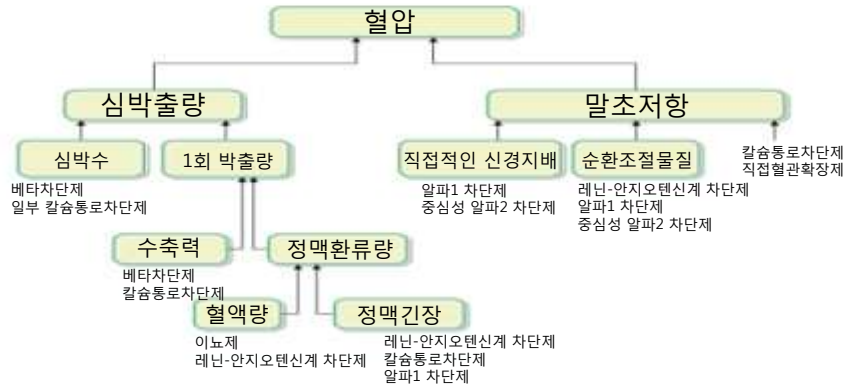 혈압
심박출량
말초저항
심박수
1회 박출량
직접적인 신경지배
순환조절물질
칼슘통로차단제
직접혈관확장제
베타차단제
일부 칼슘통로차단제
알파1 차단제
중심성 알파2 차단제
레닌-안지오텐신계 차단제
알파1 차단제
중심성 알파2 차단제
수축력
정맥환류량
베타차단제
칼슘통로차단제
혈액량
정맥긴장
이뇨제
레닌-안지오텐신계 차단제
레닌-안지오텐신계 차단제
칼슘통로차단제
알파1 차단제